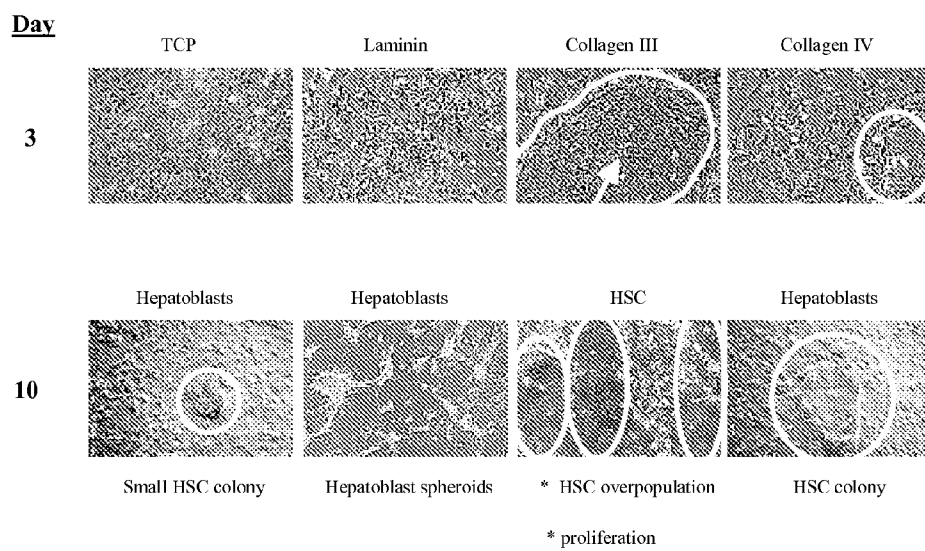 Day
TCP Laminin Collagen III Collagen IV
3
Hepatoblasts Hepatoblasts HSC Hepatoblasts
10
Small HSC colony Hepatoblast spheroids * HSC overpopulation HSC colony
* proliferation